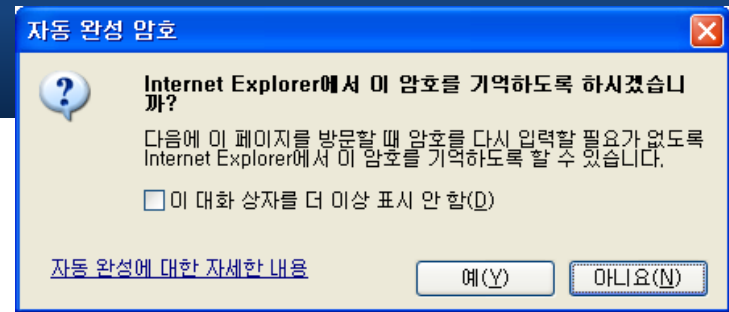 자동 완성 암호
Internet Explorer에서 이 암호를 기억하도록 하시겠습니
까?
다음에 이 페이지를 방문할 때 암호를 다시 입력할 필요가 없도록
Internet Explorer에서 이 암호를 기억하도록 할 수 있습니다.
이 대화 상자를 더 이상 표시 안 함(D)
자동 완성에 대한 자세한 내용
예(Y)
아니요(N)